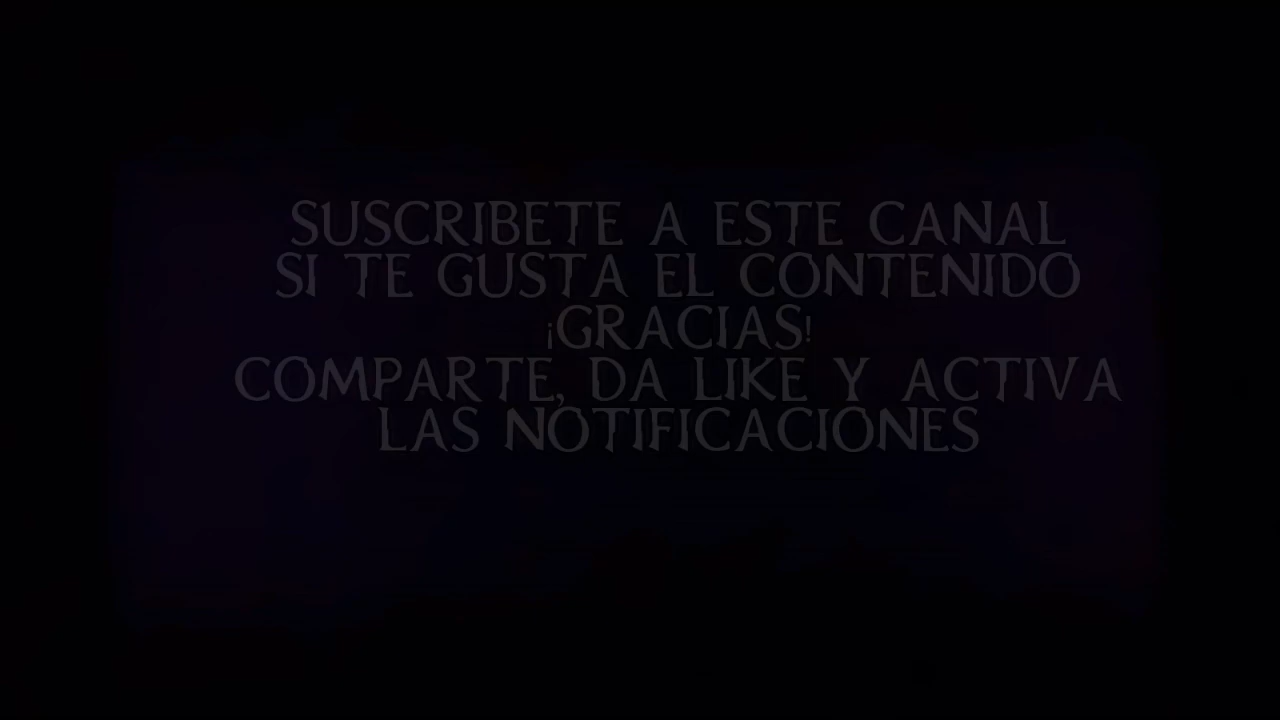 SUSCRIBETE A ESTE CANAL
SI TE GUSTA EL CONTENIDO
¡GRACIAS!
COMPARTE, DA LIKE Y ACTIVA
LAS NOTIFICACIONES